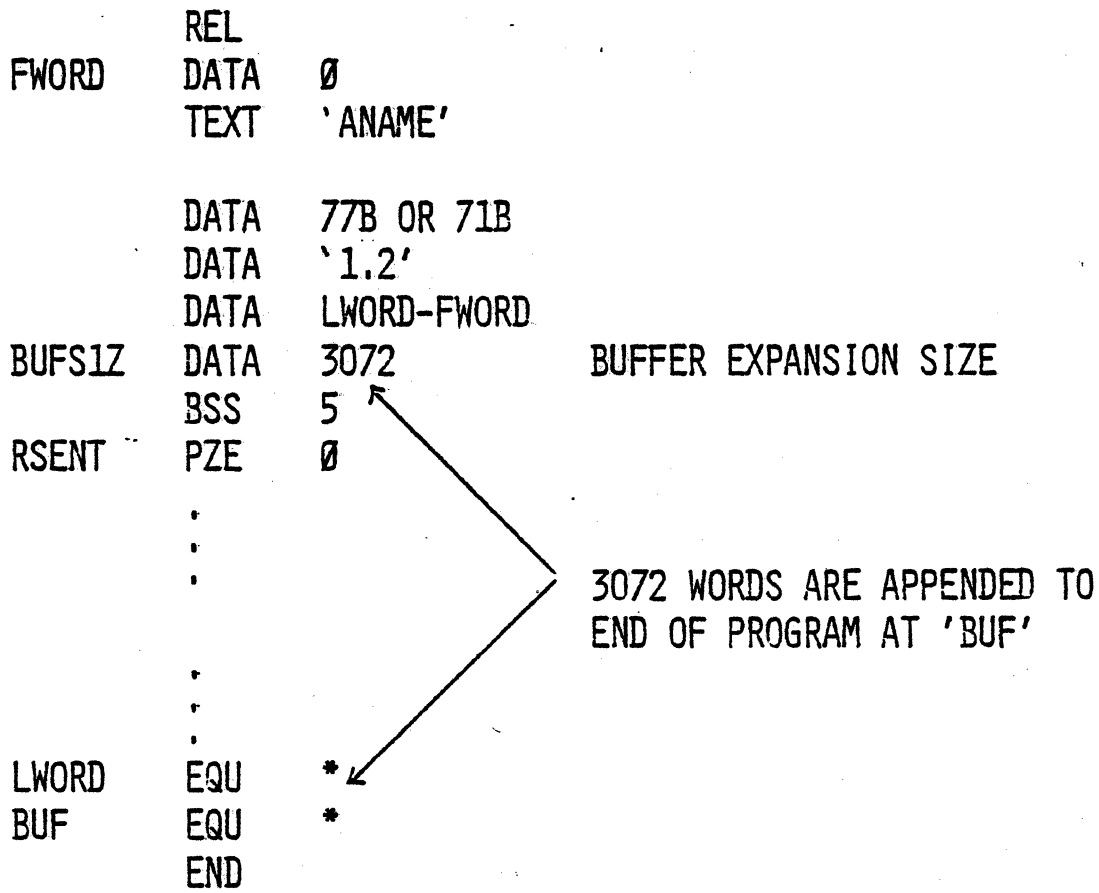 REL
FWORD DATA Ø
TEXT `ANAME'
DATA 77B OR 71B
DATA `1.2'
DATA LWORD-FWORD
BUFS1Z DATA 3072 BUFFER EXPANSION SIZE
BSS 5
RSENT PZE Ø
.
.
.
3072 WORDS ARE APPENDED TO
END OF PROGRAM AT 'BUF'
.
.
.
LWORD EQU *
BUF EQU *
END